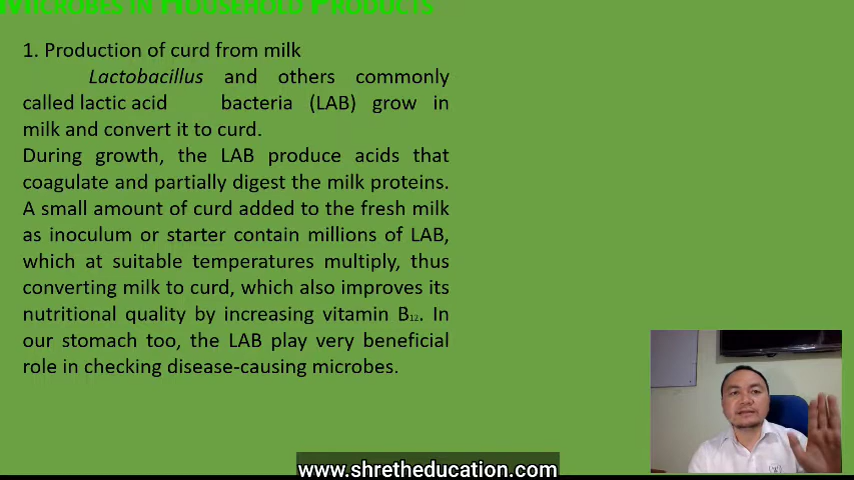 MICROBES IN HOUSEHOLD PRODUCTS
1. Production of curd from milk
Lactobacillus and others commonly
called lactic acid bacteria (LAB) grow in
milk and convert it to curd.
During growth, the LAB produce acids that
coagulate and partially digest the milk proteins.
A small amount of curd added to the fresh milk
as inoculum or starter contain millions of LAB,
which at suitable temperatures multiply, thus
converting milk to curd, which also improves its
nutritional quality by increasing vitamin B₁₂. In
our stomach too, the LAB play very beneficial
role in checking disease-causing microbes.
www.shretheducation.com